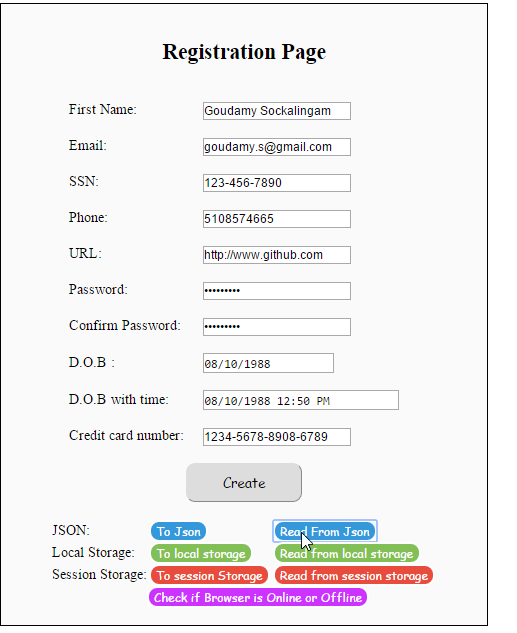 Registration Page
First Name: Goudamy Sockalingam
Email: goudamy.s@gmail.com
SSN: 123-456-7890
Phone: 5108574665
URL: http://www.github.com
Password: •••••••••
Confirm Password: •••••••••
D.O.B : 08/10/1988
D.O.B with time: 08/10/1988 12:50 PM
Credit card number: 1234-5678-8908-6789
Create
JSON: To Json Read From Json
Local Storage: To local storage Read from local storage
Session Storage: To session Storage Read from session storage
Check if Browser is Online or Offline